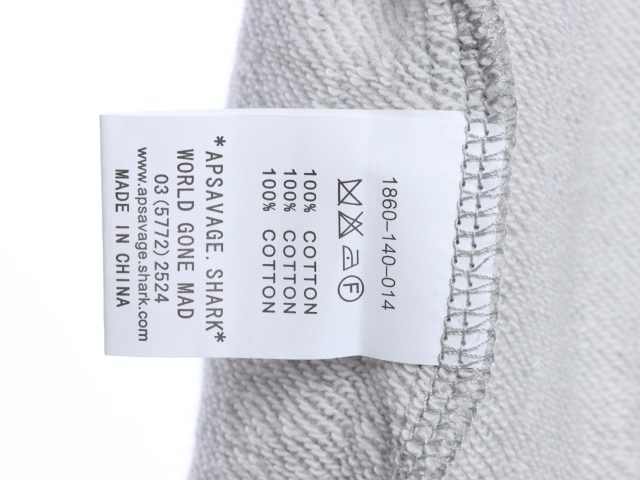 1860-140-014
F
100% COTTON
100% COTTON
100% COTTON
*APSAVAGE. SHARK*
WORLD GONE MAD
03(5772)2524
www.apsavage.shark.com
MADE IN CHINA